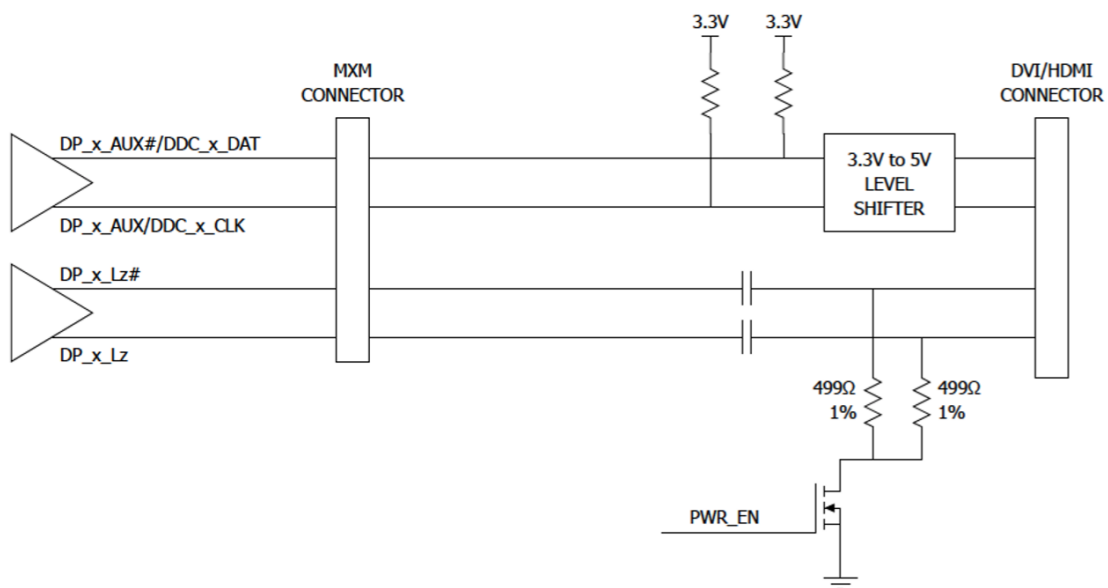 3.3V
3.3V
MXM
CONNECTOR
DVI/HDMI
CONNECTOR
DP_x_AUX#/DDC_x_DAT
3.3V to 5V
LEVEL
SHIFTER
DP_x_AUX/DDC_x_CLK
DP_x_Lz#
DP_x_Lz
499Ω
1%
499Ω
1%
PWR_EN